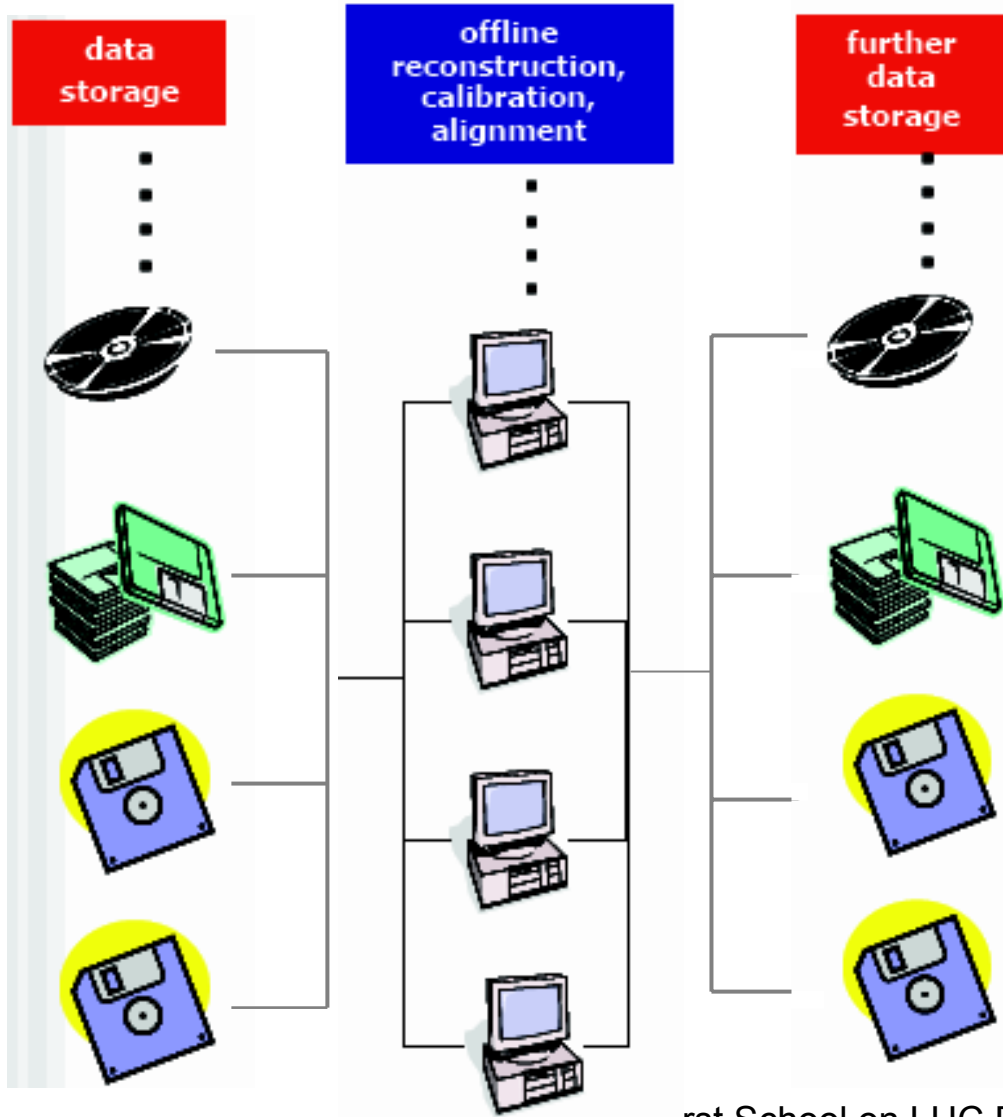 data
storage
offline
reconstruction,
calibration,
alignment
further
data
storage
rst School on LHC